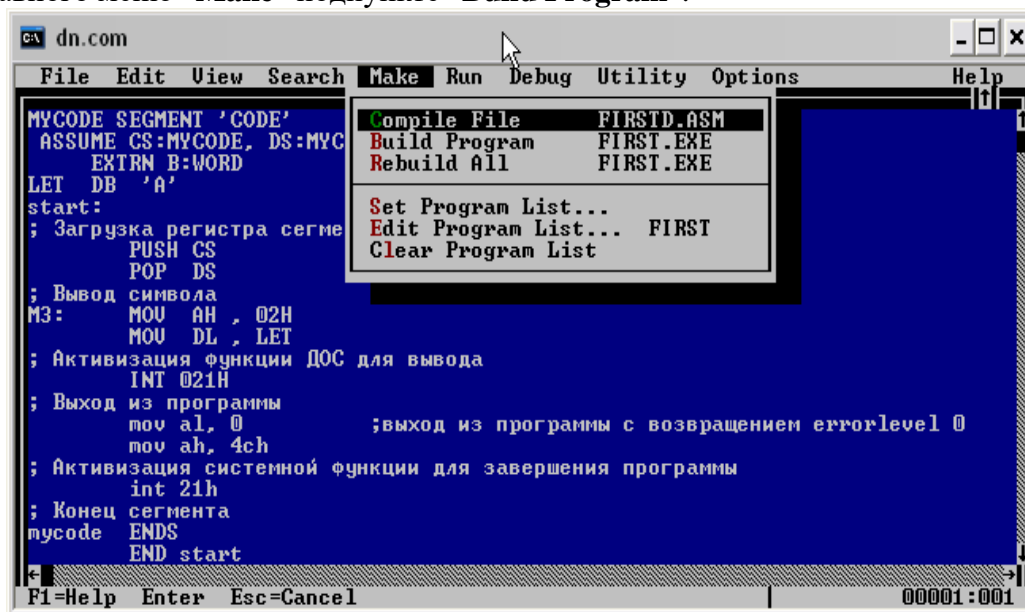 "Make" подпункте "Build Program".
dn.com
File Edit View Search Make Run Debug Utility Options Help
Compile File FIRSTD.ASM
Build Program FIRST.EXE
Rebuild All FIRST.EXE
Set Program List...
Edit Program List... FIRST
Clear Program List
MYCODE SEGMENT 'CODE'
ASSUME CS:MYCODE, DS:MYC
EXTRN B:WORD
LET DB 'A'
start:
; Загрузка регистра сегме
PUSH CS
POP DS
; Вывод символа
M3: MOV AH , 02H
MOV DL , LET
; Активизация функции ДОС для вывода
INT 021H
; Выход из программы
mov al, 0 ;выход из программы с возвращением errorlevel 0
mov ah, 4ch
; Активизация системной функции для завершения программы
int 21h
; Конец сегмента
mycode ENDS
END start
F1=Help Enter Esc=Cancel 00001:001